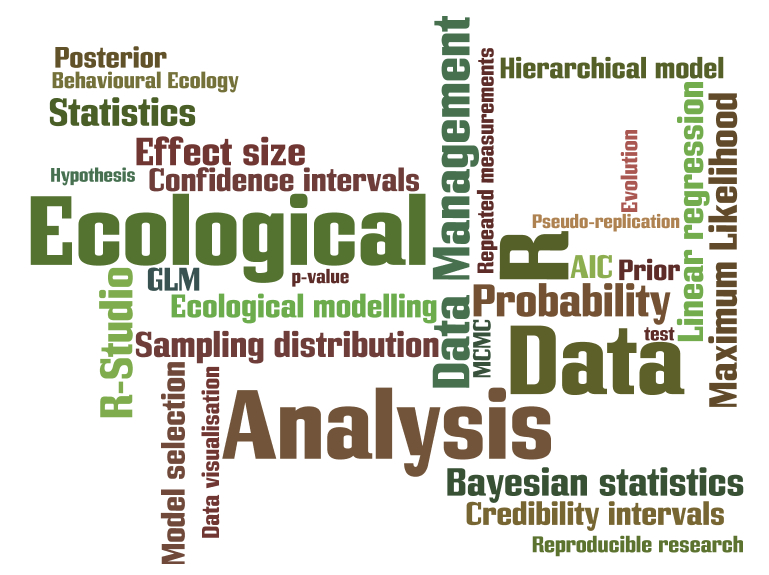 Posterior
Behavioural Ecology
Statistics
Effect size
Hypothesis
Confidence intervals
Ecological
GLM
p-value
Ecological modelling
R-Studio
Sampling distribution
Model selection
Data visualisation
Analysis
Data Management
Repeated measurements
Hierarchical model
Evolution
Pseudo-replication
Linear regression
Maximum Likelihood
R
AIC
Prior
Probability
MCMC
test
Data
Bayesian statistics
Credibility intervals
Reproducible research